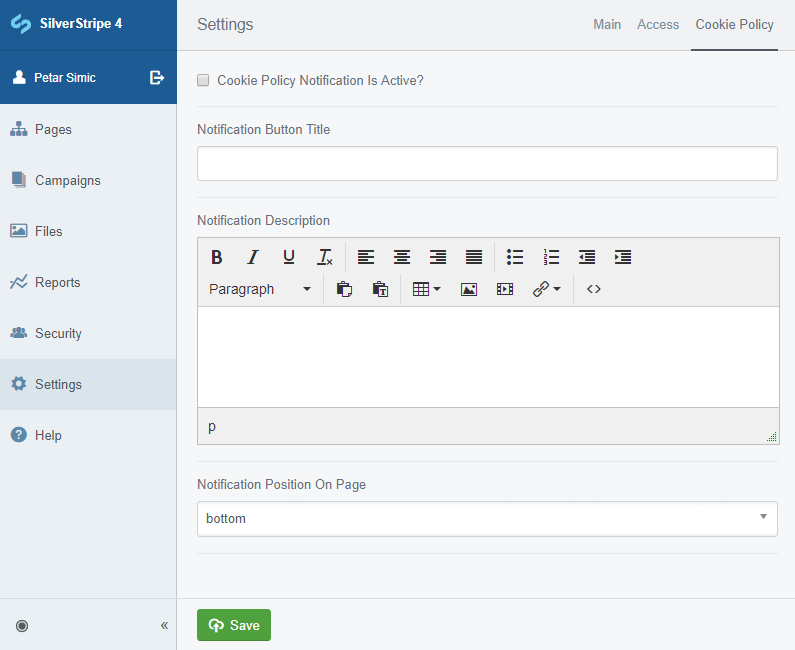 SilverStripe 4
Petar Simic
Pages
Campaigns
Files
Reports
Security
Settings
Help
«
Settings
Main Access Cookie Policy
Cookie Policy Notification Is Active?
Notification Button Title
Notification Description
B I U Tx
Paragraph
p
Notification Position On Page
bottom
Save